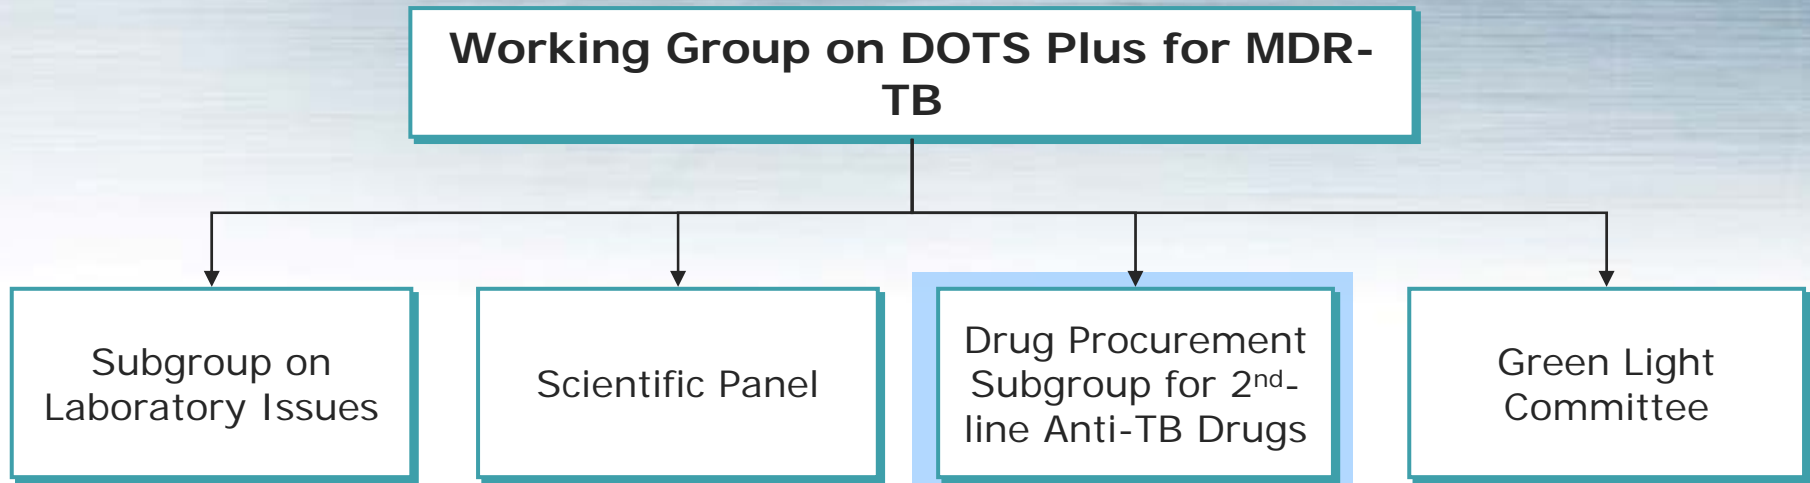 Working Group on DOTS Plus for MDR-
TB
Subgroup on
Laboratory Issues
Scientific Panel
Drug Procurement
Subgroup for 2nd-
line Anti-TB Drugs
Green Light
Committee